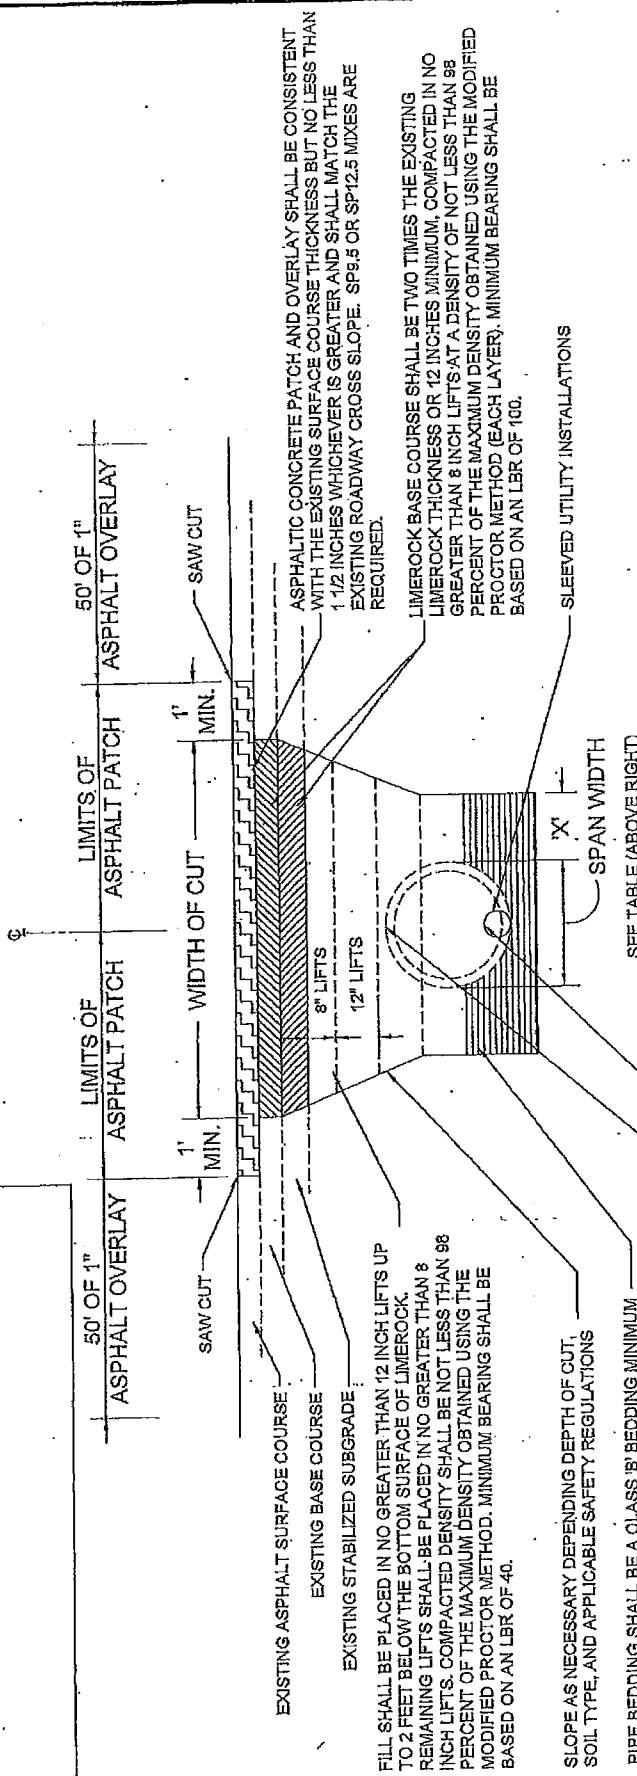 50' OF 1"
ASPHALT OVERLAY
LIMITS OF
ASPHALT PATCH
LIMITS OF
ASPHALT PATCH
50' OF 1"
ASPHALT OVERLAY
℄
1'
MIN.
WIDTH OF CUT
1'
MIN.
SAW CUT
SAW CUT
8" LIFTS
12" LIFTS
EXISTING ASPHALT SURFACE COURSE
EXISTING BASE COURSE
EXISTING STABILIZED SUBGRADE
FILL SHALL BE PLACED IN NO GREATER THAN 12 INCH LIFTS UP
TO 2 FEET BELOW THE BOTTOM SURFACE OF LIMEROCK.
REMAINING LIFTS SHALL BE PLACED IN NO GREATER THAN 8
INCH LIFTS. COMPACTED DENSITY SHALL BE NOT LESS THAN 98
PERCENT OF THE MAXIMUM DENSITY OBTAINED USING THE
MODIFIED PROCTOR METHOD. MINIMUM BEARING SHALL BE
BASED ON AN LBR OF 40.
SLOPE AS NECESSARY DEPENDING DEPTH OF CUT,
SOIL TYPE, AND APPLICABLE SAFETY REGULATIONS
PIPE BEDDING SHALL BE A CLASS 'B' BEDDING MINIMUM
ASPHALTIC CONCRETE PATCH AND OVERLAY SHALL BE CONSISTENT
WITH THE EXISTING SURFACE COURSE THICKNESS BUT NO LESS THAN
1 1/2 INCHES WHICHEVER IS GREATER AND SHALL MATCH THE
EXISTING ROADWAY CROSS SLOPE. SP9.5 OR SP12.5 MIXES ARE
REQUIRED.
LIMEROCK BASE COURSE SHALL BE TWO TIMES THE EXISTING
LIMEROCK THICKNESS OR 12 INCHES MINIMUM, COMPACTED IN NO
GREATER THAN 8 INCH LIFTS AT A DENSITY OF NOT LESS THAN 98
PERCENT OF THE MAXIMUM DENSITY OBTAINED USING THE MODIFIED
PROCTOR METHOD (EACH LAYER). MINIMUM BEARING SHALL BE
BASED ON AN LBR OF 100.
SLEEVED UTILITY INSTALLATIONS
'X'
SPAN WIDTH
SEE TABLE (ABOVE RIGHT)